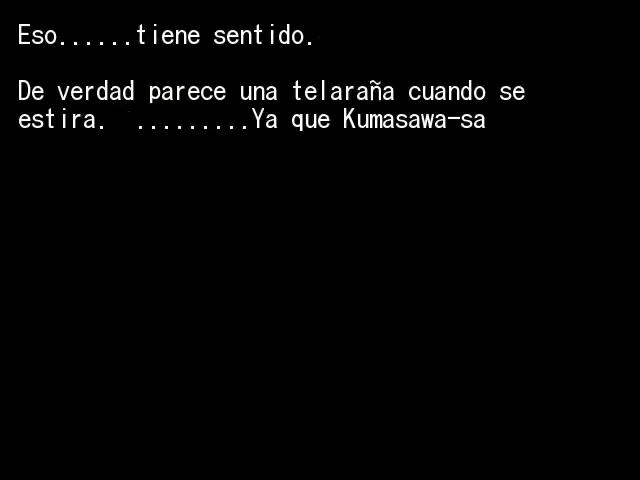 Eso......tiene sentido.
De verdad parece una telaraña cuando se
estira. .........Ya que Kumasawa-sa